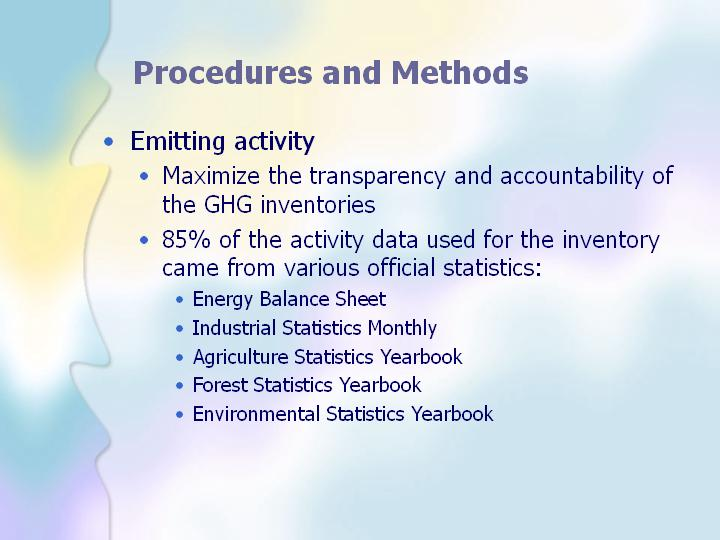 Procedures and Methods
• Emitting activity
• Maximize the transparency and accountability of
the GHG inventories
• 85% of the activity data used for the inventory
came from various official statistics:
• Energy Balance Sheet
• Industrial Statistics Monthly
• Agriculture Statistics Yearbook
• Forest Statistics Yearbook
• Environmental Statistics Yearbook